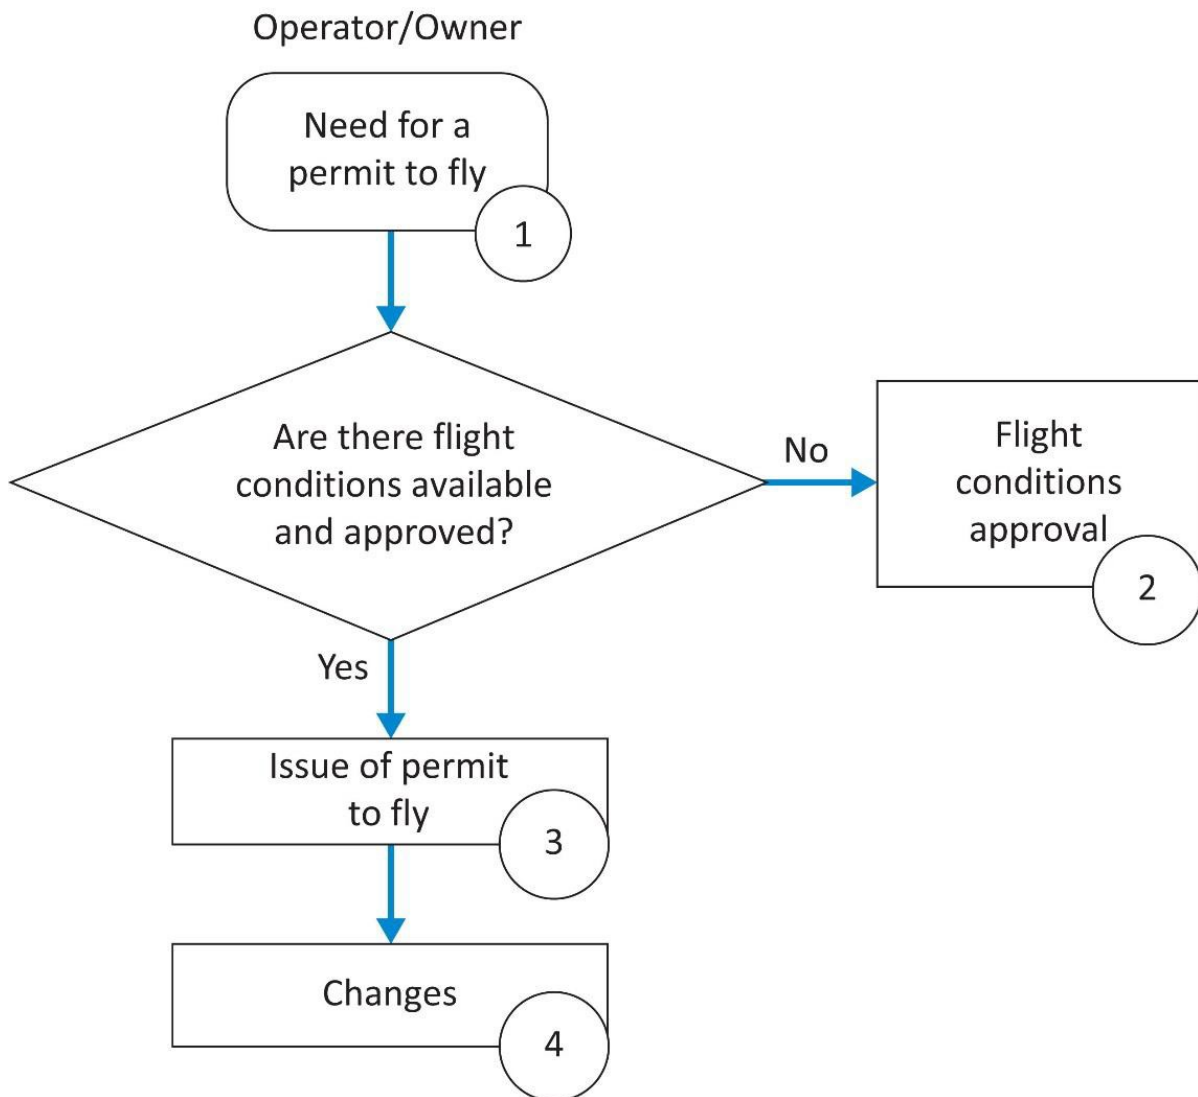 Operator/Owner
Need for a
permit to fly
1
Are there flight
conditions available
and approved?
No
Flight
conditions
approval
2
Yes
Issue of permit
to fly
3
Changes
4